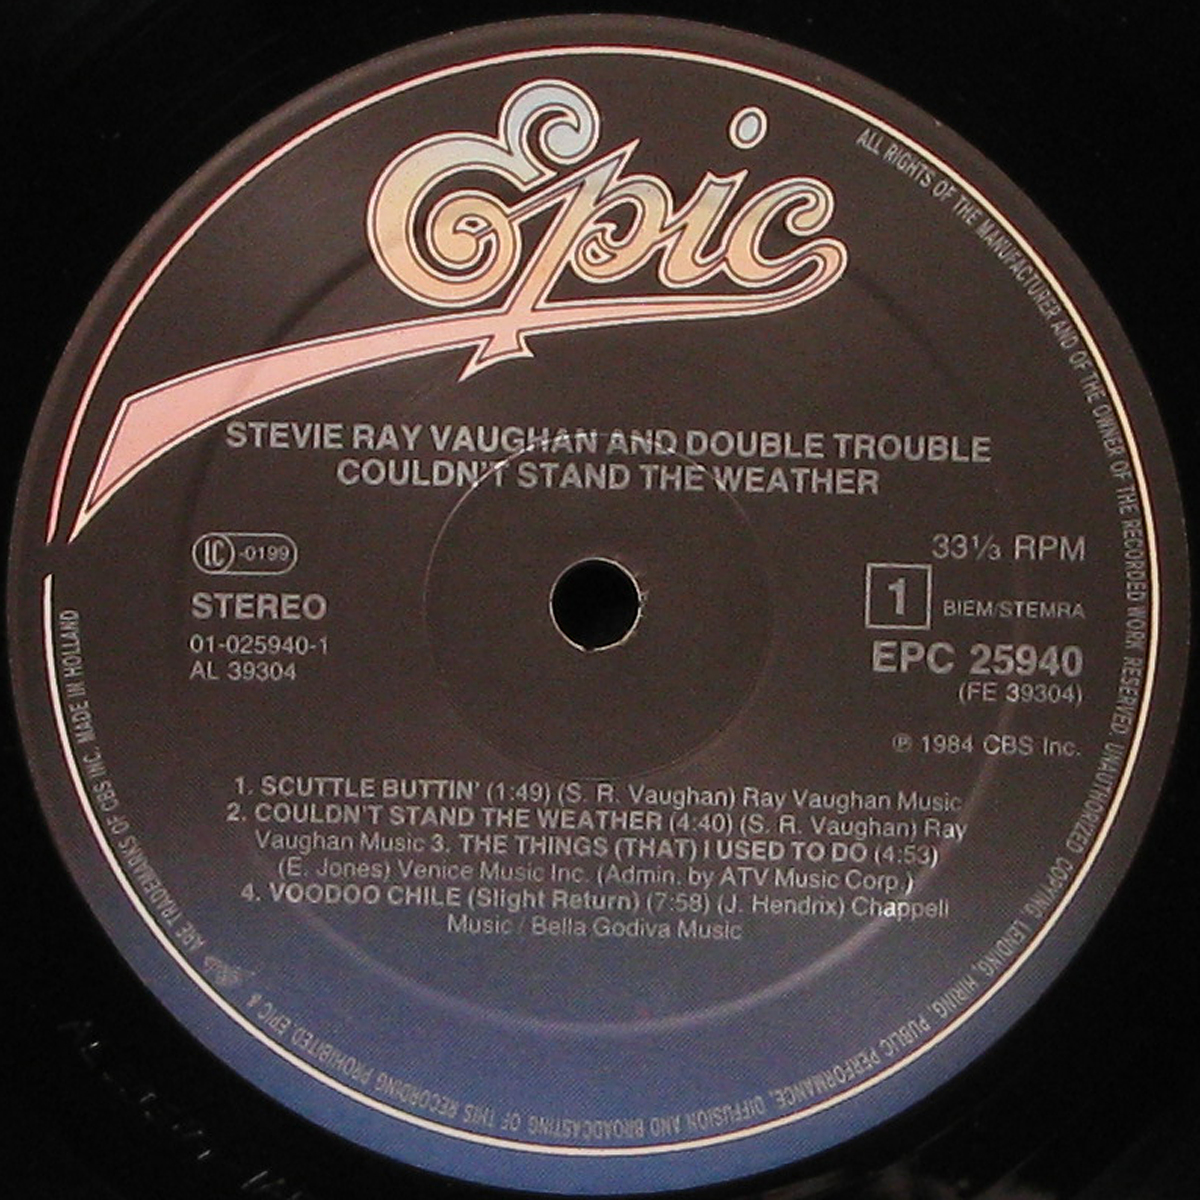 Epic
STEVIE RAY VAUGHAN AND DOUBLE TROUBLE
COULDN'T STAND THE WEATHER
LC -0199
STEREO
01-025940-1
AL 39304
33⅓ RPM
1 BIEM/STEMRA
EPC 25940
(FE 39304)
℗ 1984 CBS Inc.
1. SCUTTLE BUTTIN' (1:49) (S. R. Vaughan) Ray Vaughan Music
2. COULDN'T STAND THE WEATHER (4:40) (S. R. Vaughan) Ray
Vaughan Music 3. THE THINGS (THAT) I USED TO DO (4:53)
(E. Jones) Venice Music Inc. (Admin. by ATV Music Corp.)
4. VOODOO CHILE (Slight Return) (7:58) (J. Hendrix) Chappell
Music / Bella Godiva Music
ALL RIGHTS OF THE MANUFACTURER AND OF THE OWNER OF THE RECORDED WORK RESERVED. UNAUTHORIZED COPYING, LENDING, HIRING, PUBLIC PERFORMANCE, DIFFUSION AND BROADCASTING OF THIS RECORDING PROHIBITED. EPIC & Epic ARE TRADEMARKS OF CBS INC. MADE IN HOLLAND